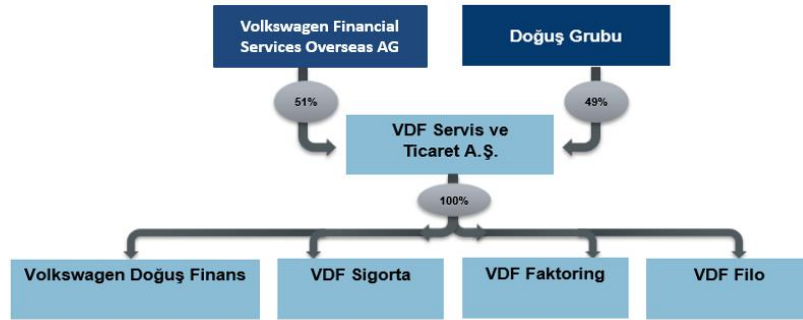 Volkswagen Financial
Services Overseas AG
Doğuş Grubu
51%
49%
VDF Servis ve
Ticaret A.Ş.
100%
Volkswagen Doğuş Finans
VDF Sigorta
VDF Faktoring
VDF Filo